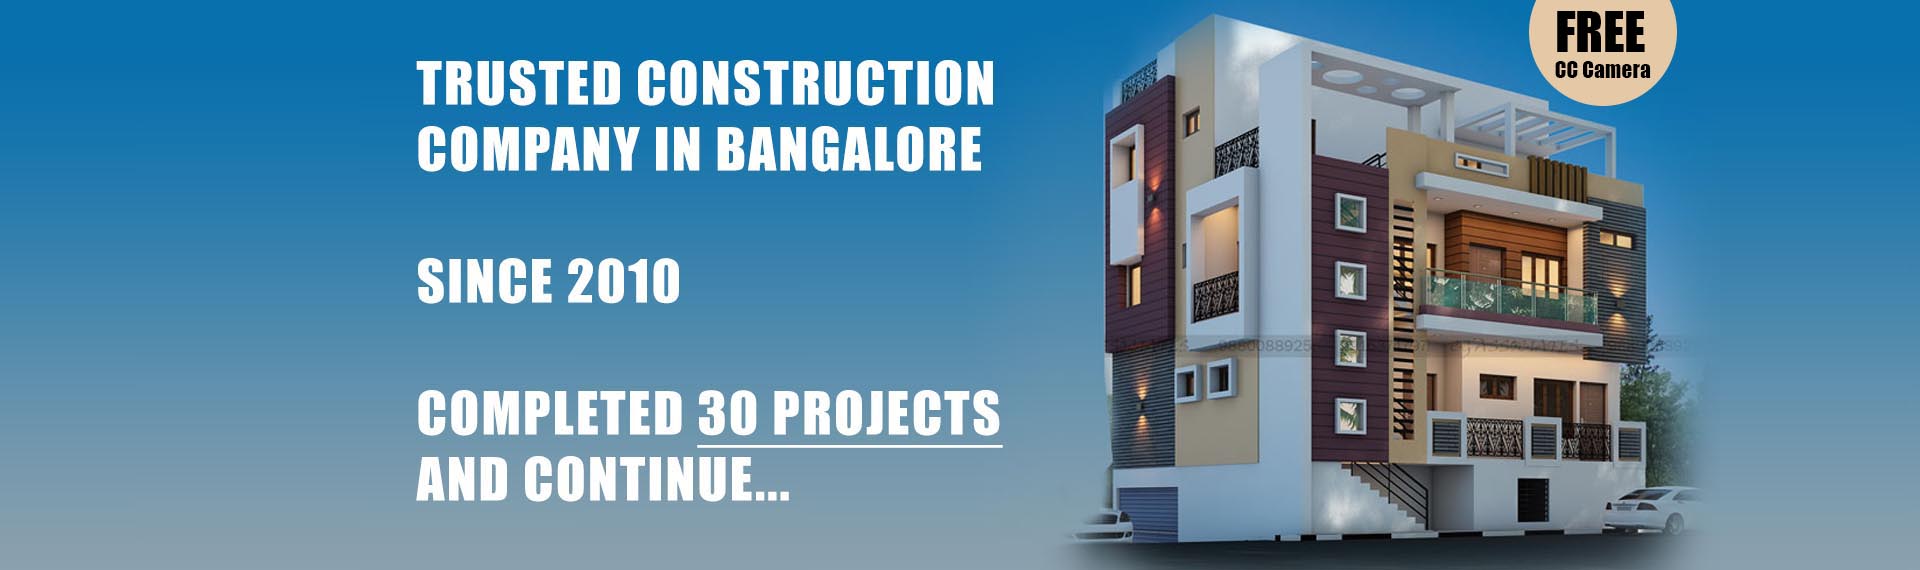 TRUSTED CONSTRUCTION
COMPANY IN BANGALORE
SINCE 2010
COMPLETED 30 PROJECTS
AND CONTINUE...
FREE
CC Camera